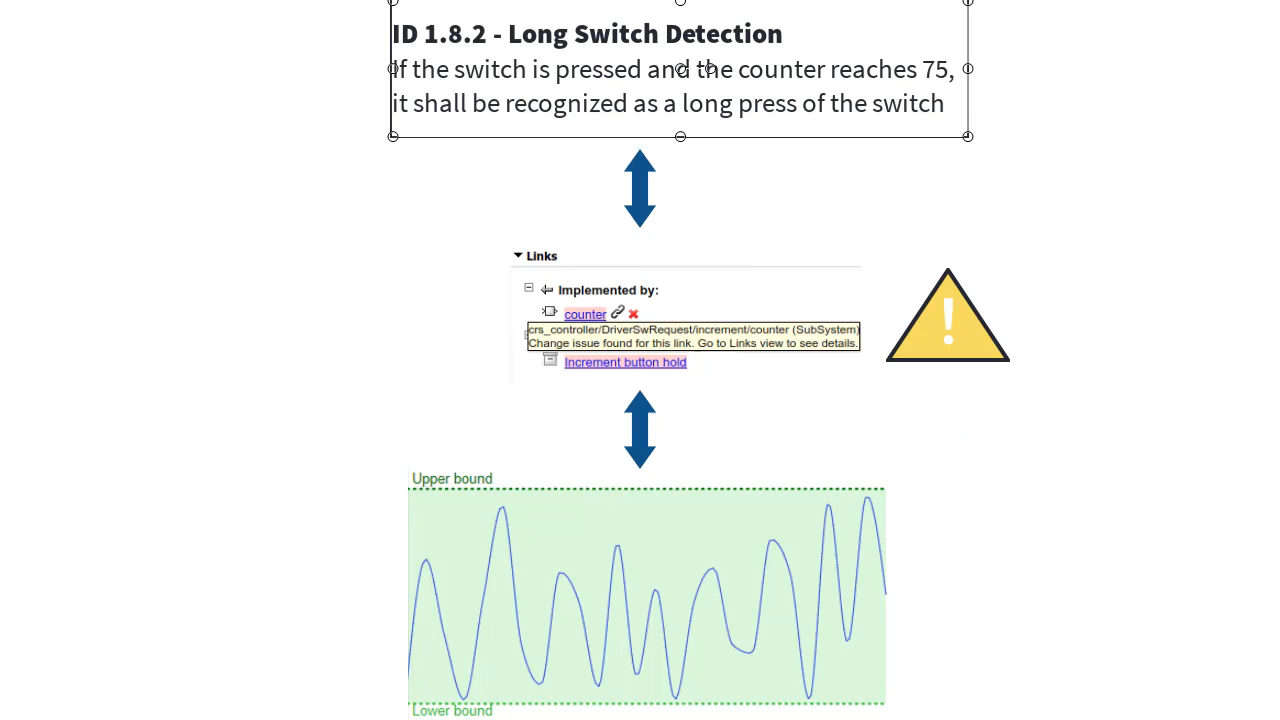 ID 1.8.2 - Long Switch Detection
If the switch is pressed and the counter reaches 75,
it shall be recognized as a long press of the switch
Links
Implemented by:
counter
crs_controller/DriverSwRequest/increment/counter (SubSystem)
Change issue found for this link. Go to Links view to see details.
Increment button hold
!
Upper bound
Lower bound